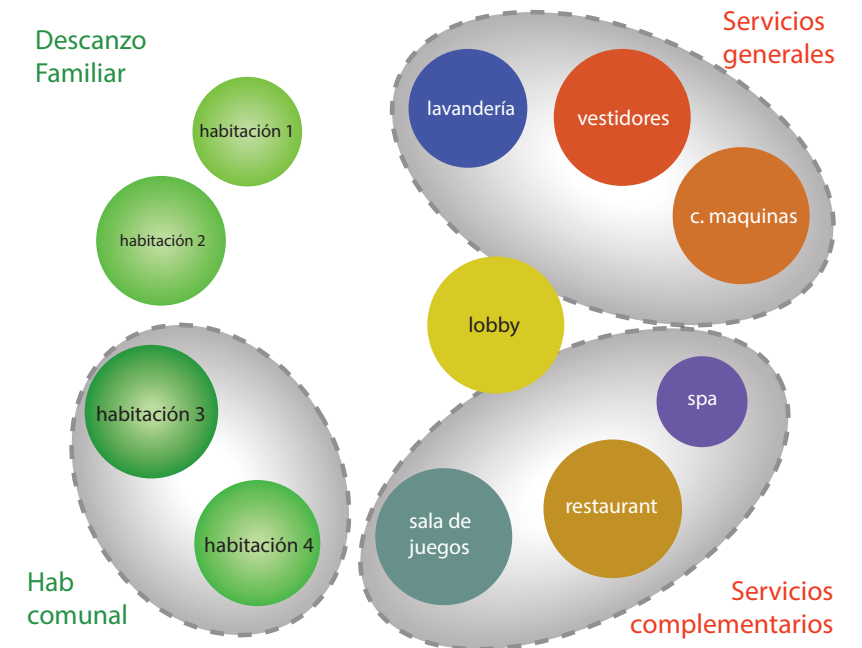 Descanzo
Familiar
Servicios
generales
lavandería
vestidores
habitación 1
c. maquinas
habitación 2
lobby
spa
habitación 3
restaurant
sala de
juegos
habitación 4
Hab
comunal
Servicios
complementarios